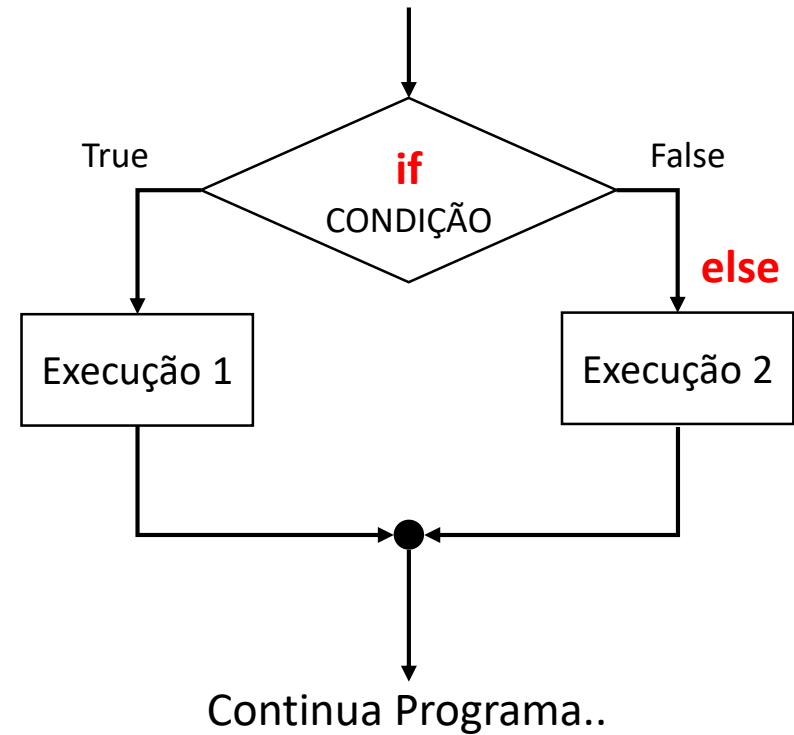 True
if
False
CONDIÇÃO
else
Execução 1
Execução 2
Continua Programa..